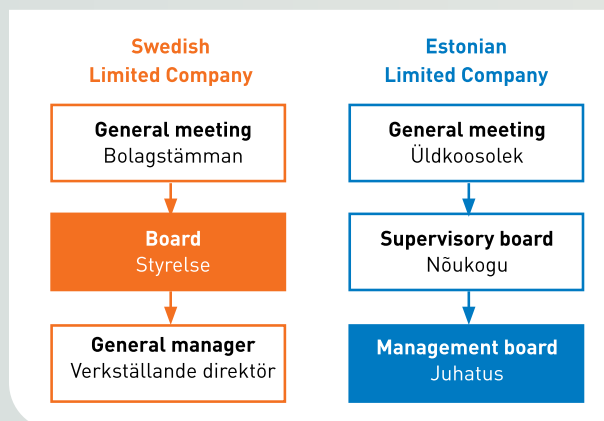 Swedish
Limited Company
General meeting
Bolagstämman
Board
Styrelse
General manager
Verkställande direktör
Estonian
Limited Company
General meeting
Üldkoosolek
Supervisory board
Nõukogu
Management board
Juhatus